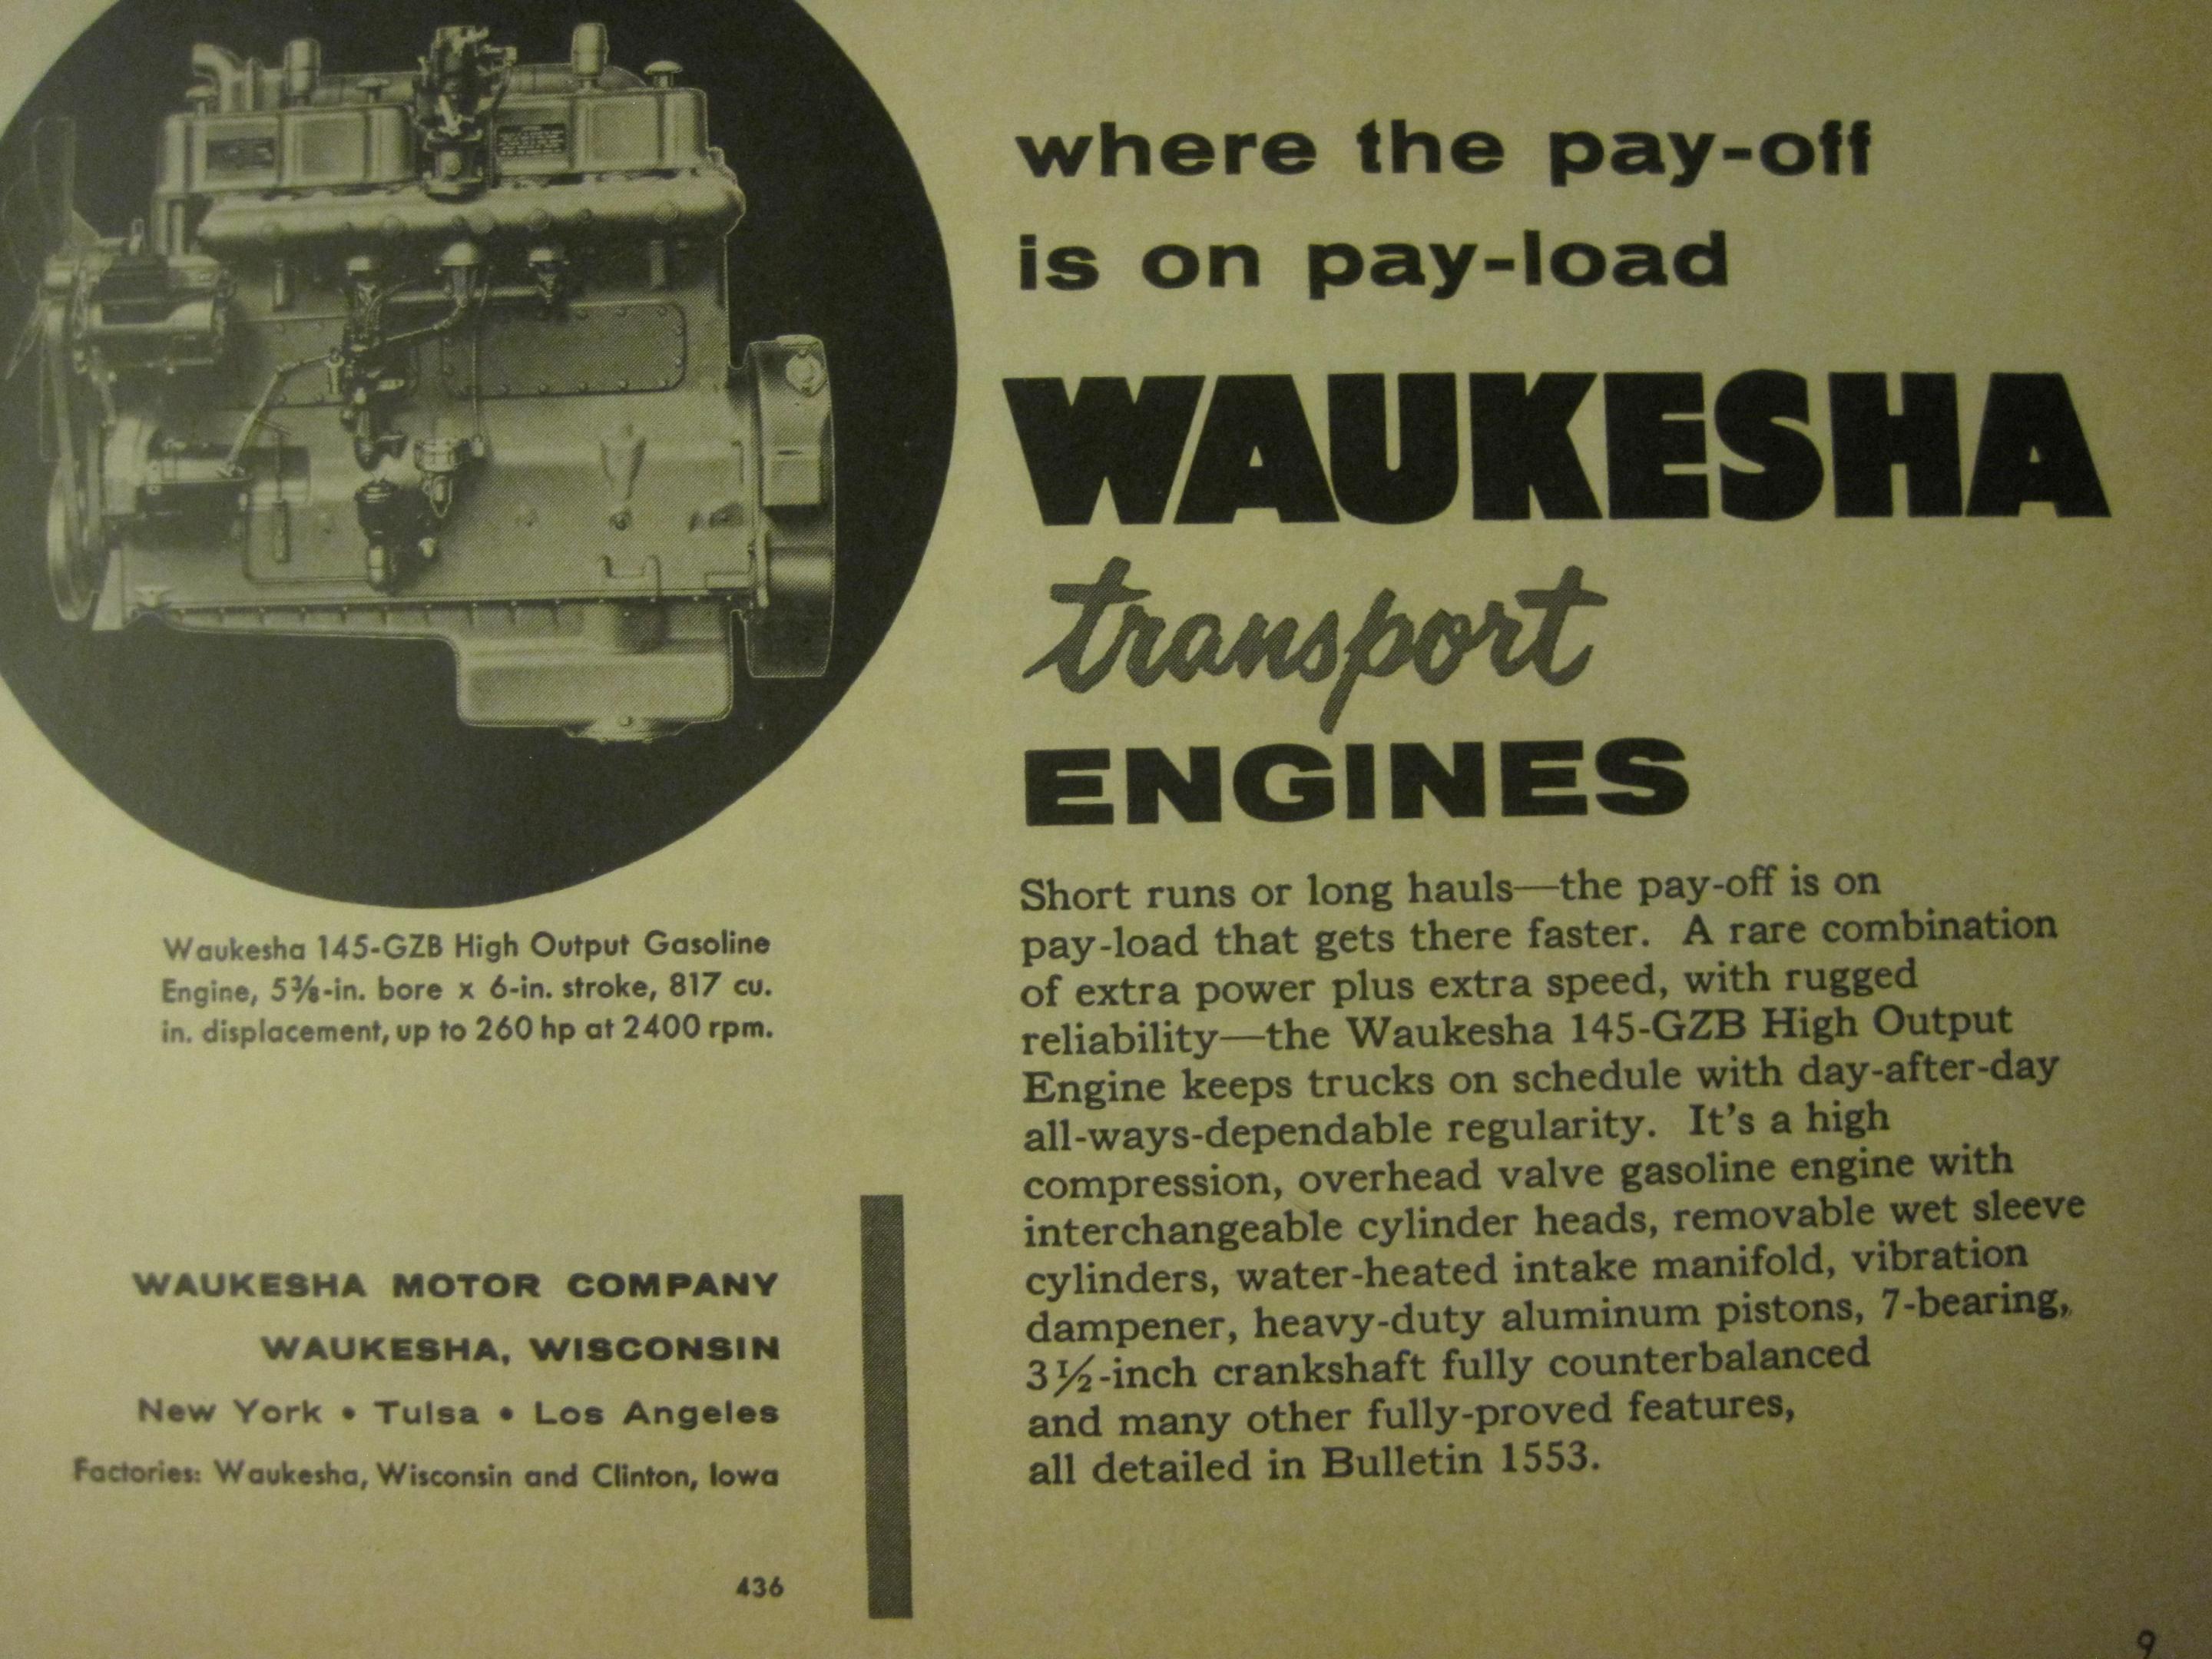 where the pay-off
is on pay-load
WAUKESHA
transport
ENGINES
Short runs or long hauls—the pay-off is on
pay-load that gets there faster. A rare combination
of extra power plus extra speed, with rugged
reliability—the Waukesha 145-GZB High Output
Engine keeps trucks on schedule with day-after-day
all-ways-dependable regularity. It's a high
compression, overhead valve gasoline engine with
interchangeable cylinder heads, removable wet sleeve
cylinders, water-heated intake manifold, vibration
dampener, heavy-duty aluminum pistons, 7-bearing,
3½-inch crankshaft fully counterbalanced
and many other fully-proved features,
all detailed in Bulletin 1553.
Waukesha 145-GZB High Output Gasoline
Engine, 5⅜-in. bore x 6-in. stroke, 817 cu.
in. displacement, up to 260 hp at 2400 rpm.
WAUKESHA MOTOR COMPANY
WAUKESHA, WISCONSIN
New York • Tulsa • Los Angeles
Factories: Waukesha, Wisconsin and Clinton, Iowa
436
9